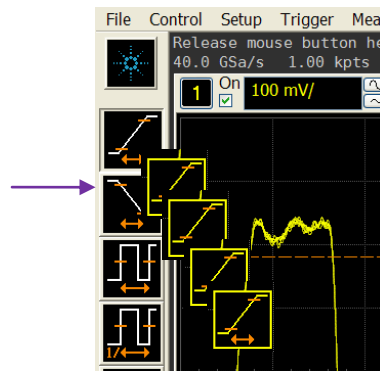 File Control Setup Trigger Mea
Release mouse button he
40.0 GSa/s 1.00 kpts
1 On 100 mV/
1/